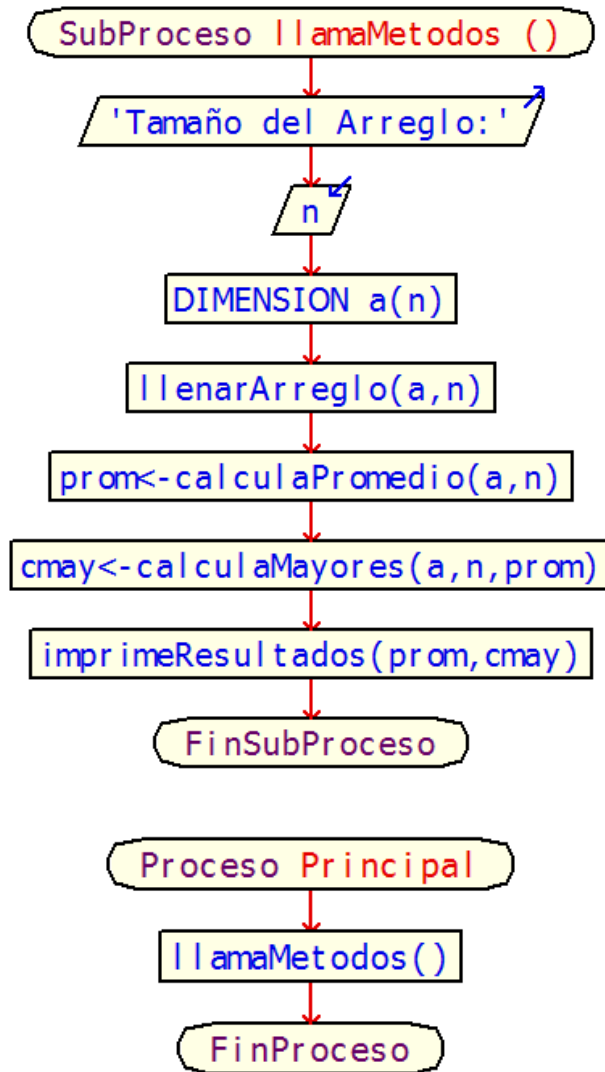 SubProceso llamaMetodos ()
'Tamaño del Arreglo:'
n
DIMENSION a(n)
llenarArreglo(a,n)
prom<-calculaPromedio(a,n)
cmay<-calculaMayores(a,n,prom)
imprimeResultados(prom,cmay)
FinSubProceso
Proceso Principal
llamaMetodos()
FinProceso